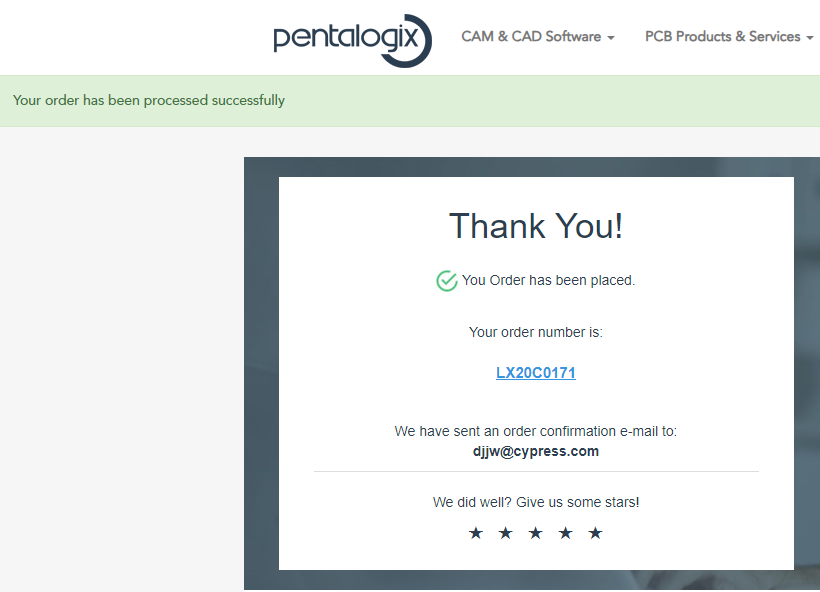 pentalogix
CAM & CAD Software
PCB Products & Services
Your order has been processed successfully
Thank You!
You Order has been placed.
Your order number is:
LX20C0171
We have sent an order confirmation e-mail to:
djjw@cypress.com
We did well? Give us some stars!